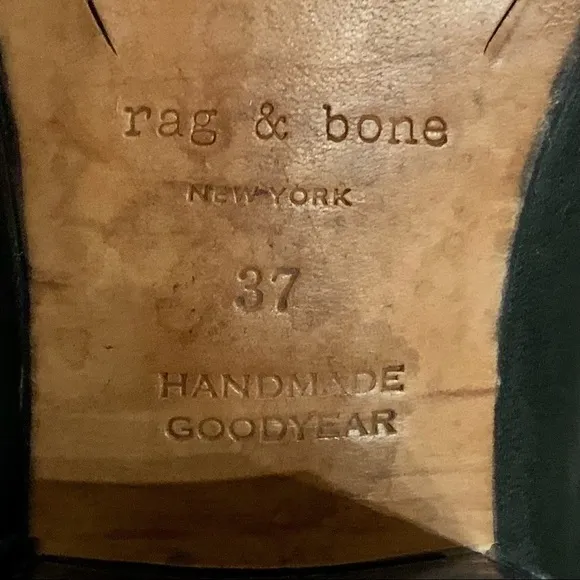 rag & bone
NEW YORK
37
HANDMADE
GOODYEAR